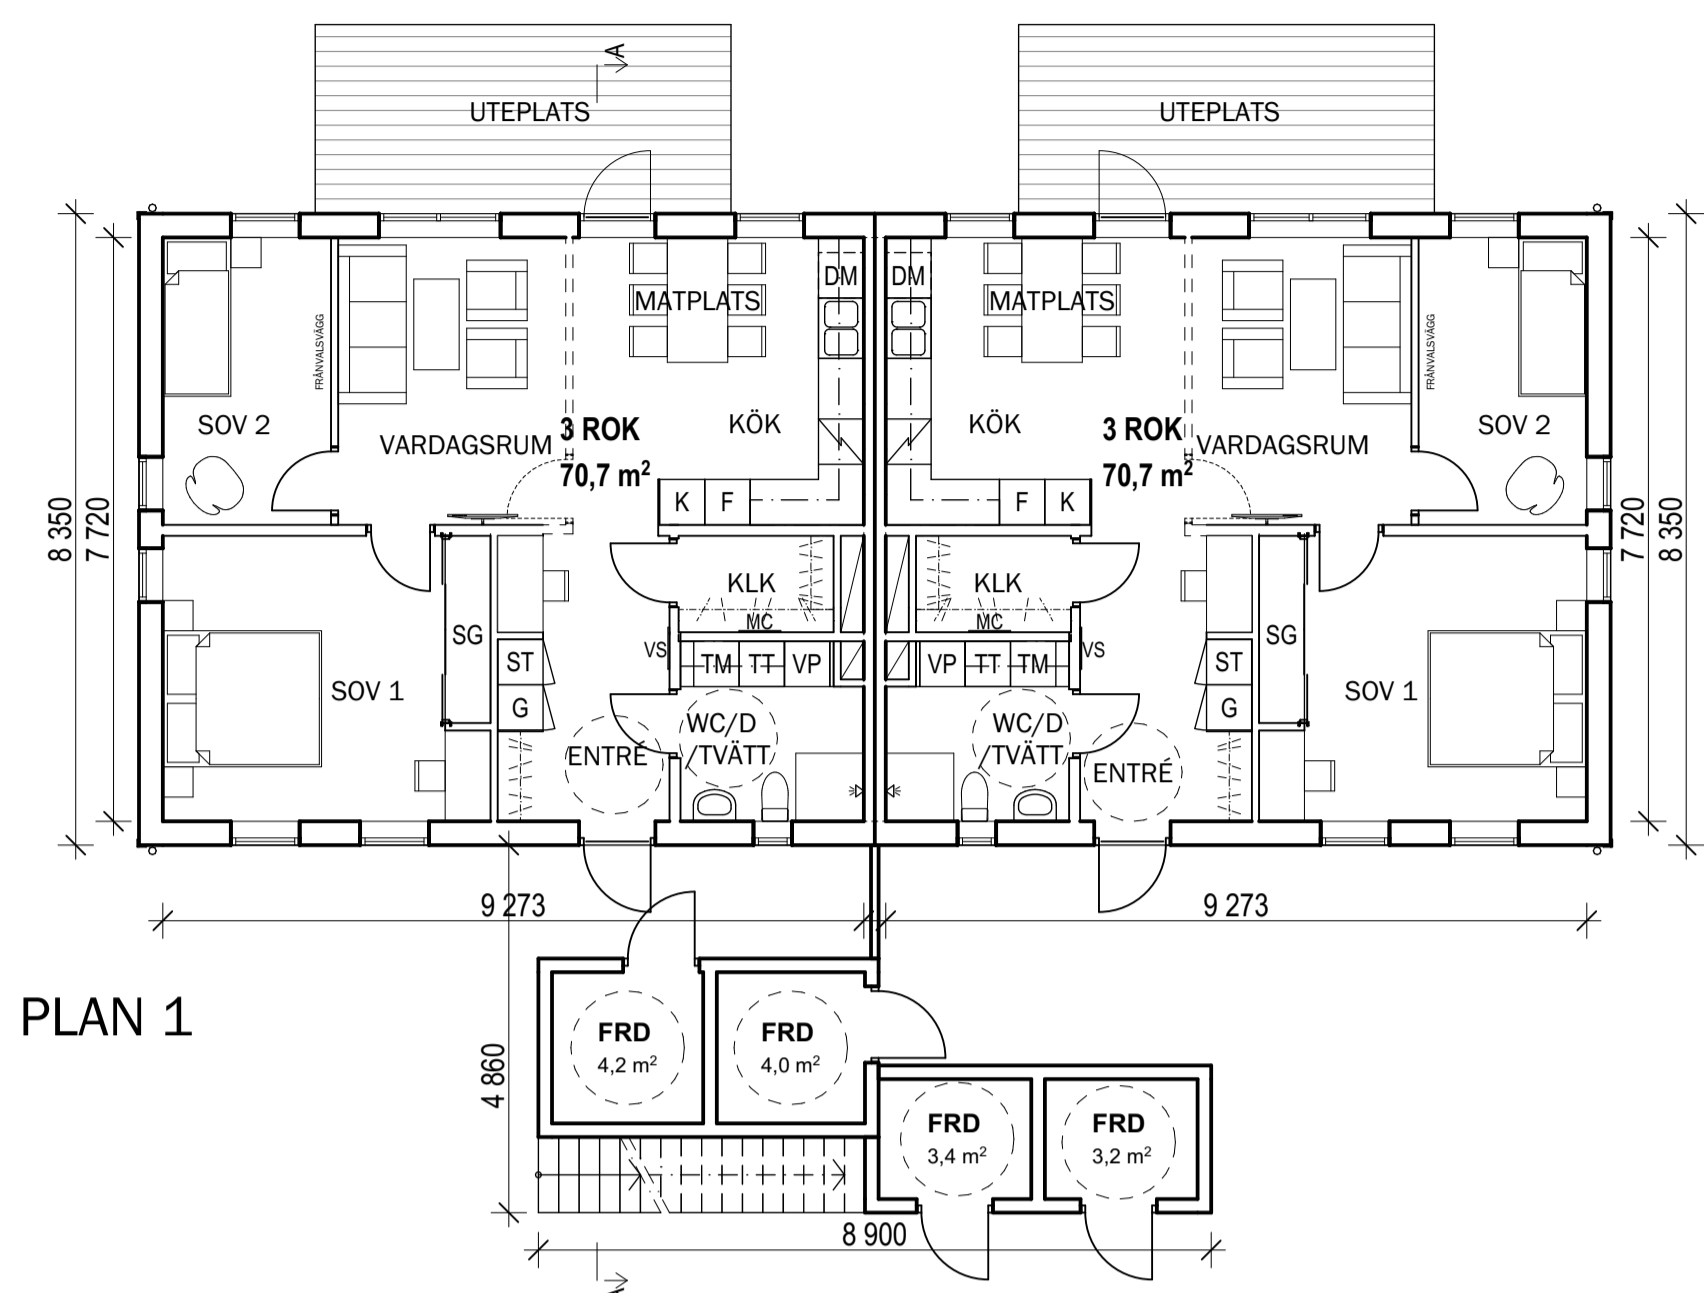 A
UTEPLATS
UTEPLATS
DM
DM
MATPLATS
MATPLATS
FRÅNVALSVÄGG
FRÅNVALSVÄGG
SOV 2
KÖK
KÖK
SOV 2
VARDAGSRUM
3 ROK
70,7 m²
3 ROK
70,7 m²
VARDAGSRUM
K
F
F
K
8 350
7 720
7 720
8 350
KLK
KLK
MC
MC
SG
ST
VS
TM
TT
VP
VP
TT
TM
VS
ST
SG
SOV 1
G
G
SOV 1
WC/D
/TVÄTT
WC/D
/TVÄTT
ENTRÉ
ENTRÉ
9 273
9 273
PLAN 1
FRD
4,2 m²
FRD
4,0 m²
4 860
FRD
3,4 m²
FRD
3,2 m²
8 900